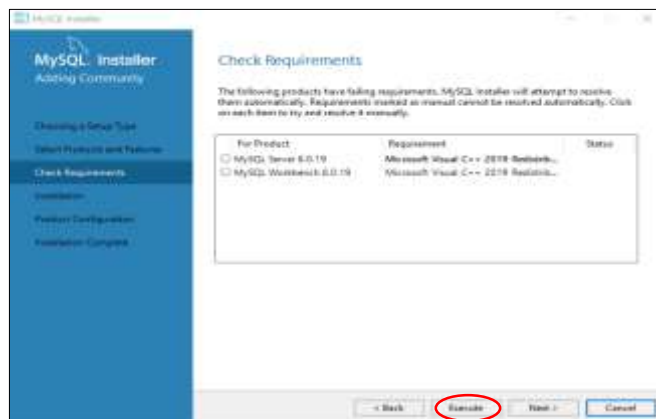 MySQL Installer
MySQL. Installer
Adding Community
Choosing a Setup Type
Select Products and Features
Check Requirements
Installation
Product Configuration
Installation Complete
Check Requirements
The following products have failing requirements. MySQL Installer will attempt to resolve
them automatically. Requirements marked as manual cannot be resolved automatically. Click
on each item to try and resolve it manually.
For Product Requirement Status
MySQL Server 8.0.19 Microsoft Visual C++ 2019 Redistrib...
MySQL Workbench 8.0.19 Microsoft Visual C++ 2019 Redistrib...
< Back Execute Next > Cancel